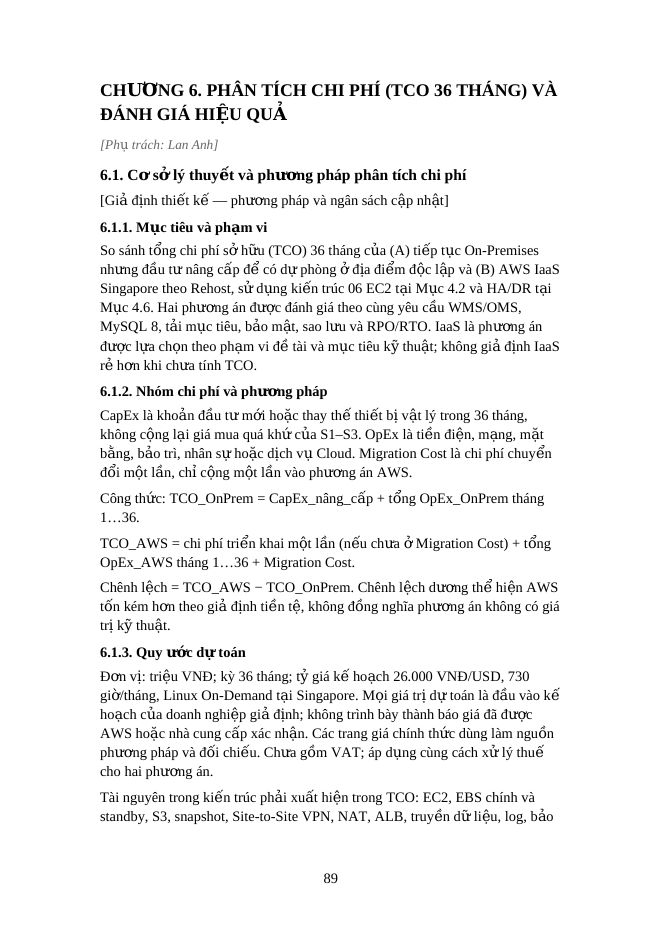 CHƯƠNG 6. PHÂN TÍCH CHI PHÍ (TCO 36 THÁNG) VÀ
ĐÁNH GIÁ HIỆU QUẢ
[Phụ trách: Lan Anh]
6.1. Cơ sở lý thuyết và phương pháp phân tích chi phí
[Giả định thiết kế — phương pháp và ngân sách cập nhật]
6.1.1. Mục tiêu và phạm vi
So sánh tổng chi phí sở hữu (TCO) 36 tháng của (A) tiếp tục On-Premises
nhưng đầu tư nâng cấp để có dự phòng ở địa điểm độc lập và (B) AWS IaaS
Singapore theo Rehost, sử dụng kiến trúc 06 EC2 tại Mục 4.2 và HA/DR tại
Mục 4.6. Hai phương án được đánh giá theo cùng yêu cầu WMS/OMS,
MySQL 8, tải mục tiêu, bảo mật, sao lưu và RPO/RTO. IaaS là phương án
được lựa chọn theo phạm vi đề tài và mục tiêu kỹ thuật; không giả định IaaS
rẻ hơn khi chưa tính TCO.
6.1.2. Nhóm chi phí và phương pháp
CapEx là khoản đầu tư mới hoặc thay thế thiết bị vật lý trong 36 tháng,
không cộng lại giá mua quá khứ của S1–S3. OpEx là tiền điện, mạng, mặt
bằng, bảo trì, nhân sự hoặc dịch vụ Cloud. Migration Cost là chi phí chuyển
đổi một lần, chỉ cộng một lần vào phương án AWS.
Công thức: TCO_OnPrem = CapEx_nâng_cấp + tổng OpEx_OnPrem tháng
1…36.
TCO_AWS = chi phí triển khai một lần (nếu chưa ở Migration Cost) + tổng
OpEx_AWS tháng 1…36 + Migration Cost.
Chênh lệch = TCO_AWS − TCO_OnPrem. Chênh lệch dương thể hiện AWS
tốn kém hơn theo giả định tiền tệ, không đồng nghĩa phương án không có giá
trị kỹ thuật.
6.1.3. Quy ước dự toán
Đơn vị: triệu VNĐ; kỳ 36 tháng; tỷ giá kế hoạch 26.000 VNĐ/USD, 730
giờ/tháng, Linux On-Demand tại Singapore. Mọi giá trị dự toán là đầu vào kế
hoạch của doanh nghiệp giả định; không trình bày thành báo giá đã được
AWS hoặc nhà cung cấp xác nhận. Các trang giá chính thức dùng làm nguồn
phương pháp và đối chiếu. Chưa gồm VAT; áp dụng cùng cách xử lý thuế
cho hai phương án.
Tài nguyên trong kiến trúc phải xuất hiện trong TCO: EC2, EBS chính và
standby, S3, snapshot, Site-to-Site VPN, NAT, ALB, truyền dữ liệu, log, bảo
89